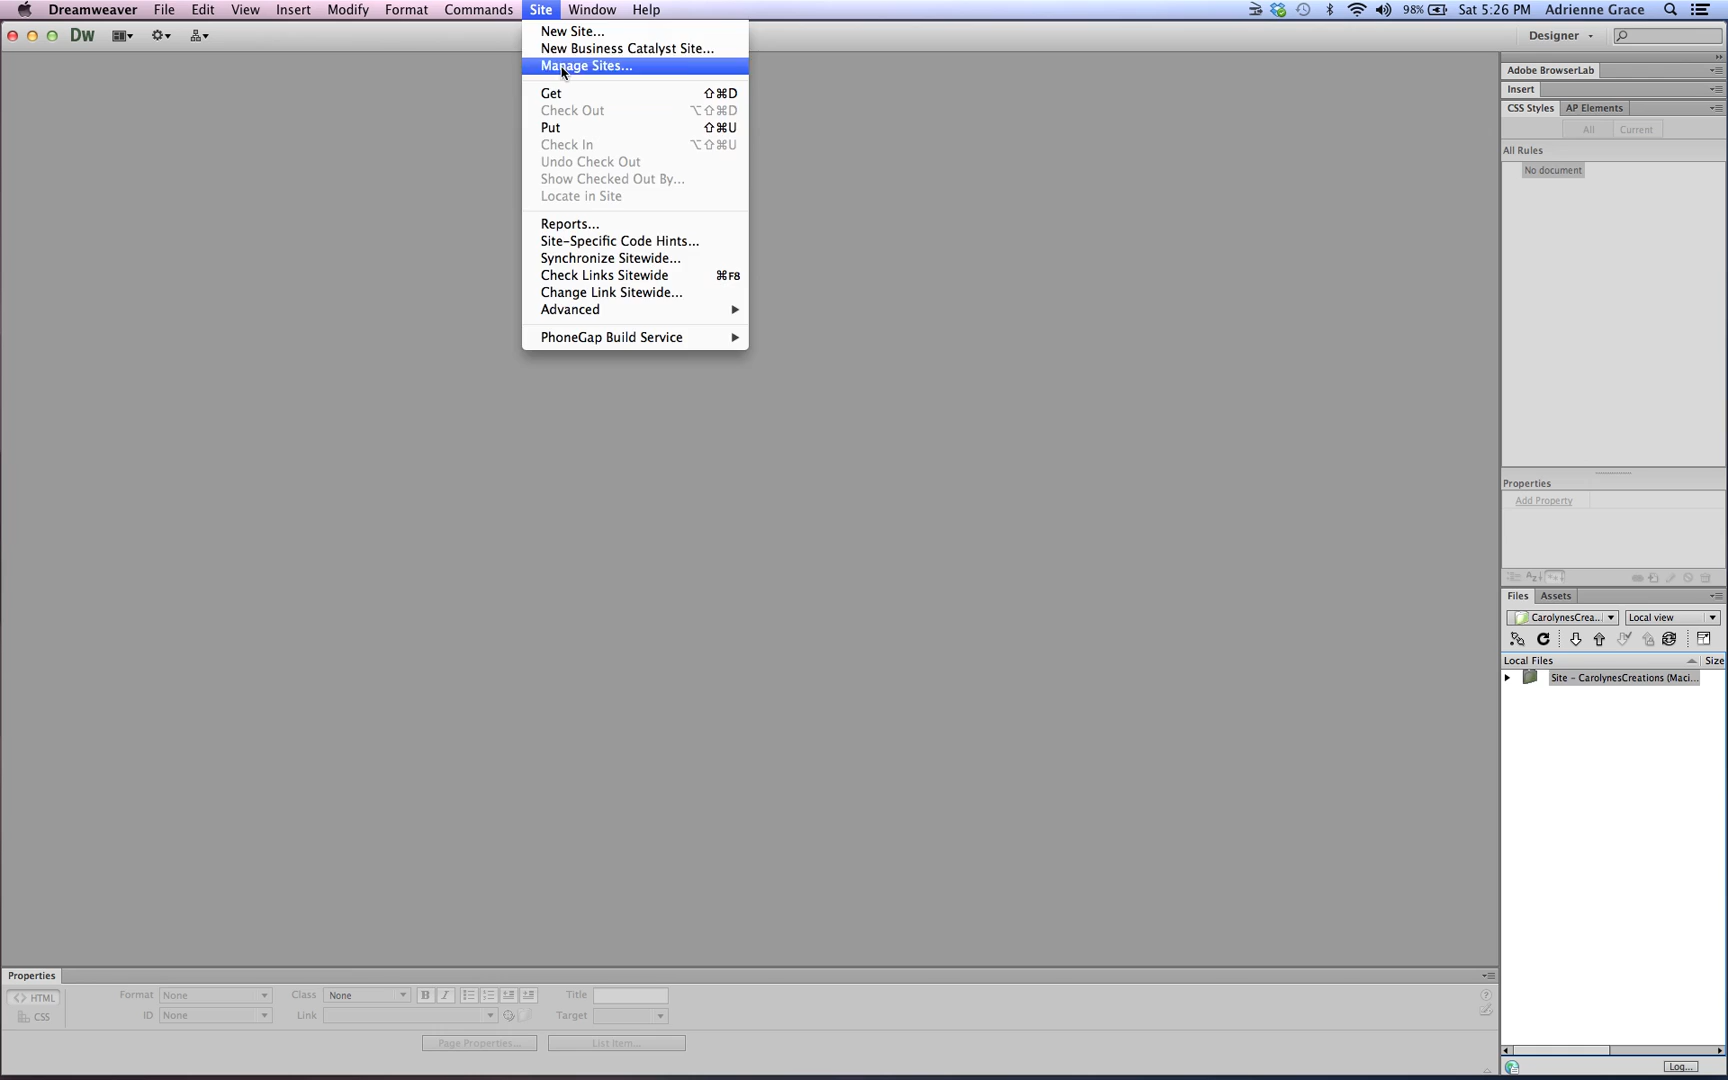 Dreamweaver File Edit View Insert Modify Format Commands Site Window Help 98% Sat 5:26 PM Adrienne Grace
Dw Designer
New Site...
New Business Catalyst Site...
Manage Sites...
Get ⇧⌘D
Check Out ⌥⇧⌘D
Put ⇧⌘U
Check In ⌥⇧⌘U
Undo Check Out
Show Checked Out By...
Locate in Site
Reports...
Site-Specific Code Hints...
Synchronize Sitewide...
Check Links Sitewide ⌘F8
Change Link Sitewide...
Advanced
PhoneGap Build Service
Adobe BrowserLab
Insert
CSS Styles AP Elements
All Current
All Rules
No document
Properties
Add Property
Files Assets
CarolynesCrea... Local view
Local Files Size
Site - CarolynesCreations (Maci...
Log...
Properties
<> HTML Format None Class None B I Title
CSS ID None Link Target
Page Properties... List Item...